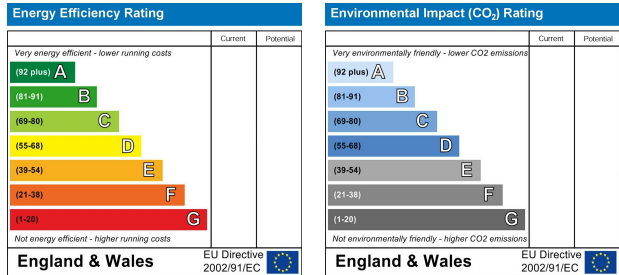 Energy Efficiency Rating
Current Potential
Very energy efficient - lower running costs
(92 plus) A
(81-91) B
(69-80) C
(55-68) D
(39-54) E
(21-38) F
(1-20) G
Not energy efficient - higher running costs
England & Wales
EU Directive
2002/91/EC
Environmental Impact (CO₂) Rating
Current Potential
Very environmentally friendly - lower CO2 emissions
(92 plus) A
(81-91) B
(69-80) C
(55-68) D
(39-54) E
(21-38) F
(1-20) G
Not environmentally friendly - higher CO2 emissions
England & Wales
EU Directive
2002/91/EC